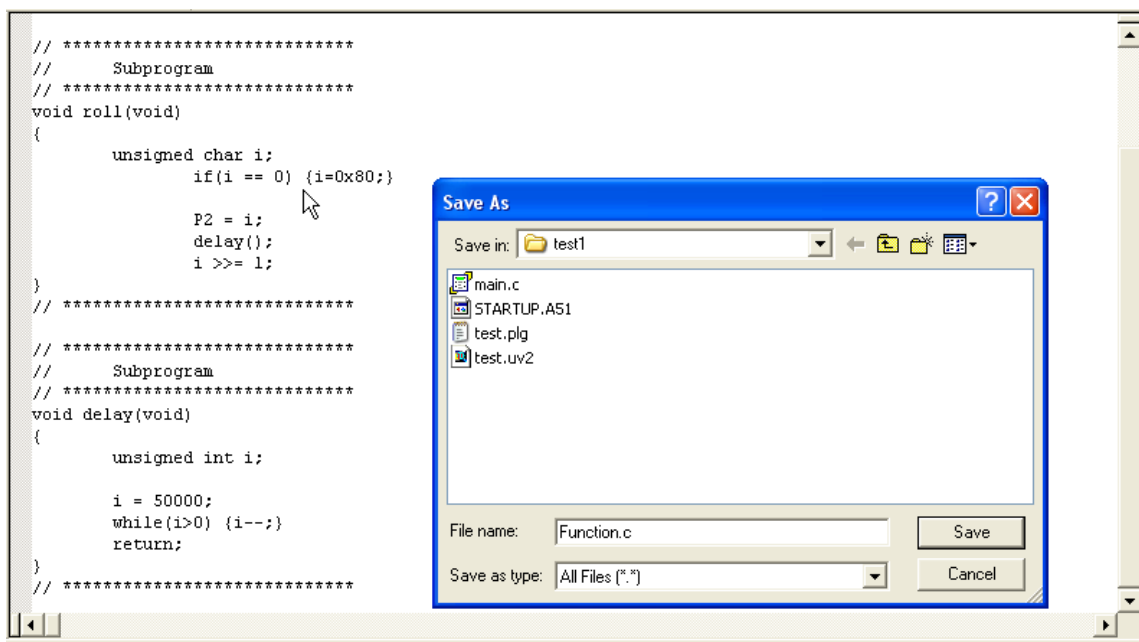 // *****************************
//      Subprogram
// *****************************
void roll(void)
{
        unsigned char i;
                if(i == 0) {i=0x80;}
                P2 = i;
                delay();
                i >>= 1;
}
// *****************************
// *****************************
//      Subprogram
// *****************************
void delay(void)
{
        unsigned int i;
        i = 50000;
        while(i>0) {i--;}
        return;
}
// *****************************
Save As
Save in: test1
main.c
STARTUP.A51
test.plg
test.uv2
File name: Function.c Save
Save as type: All Files (*.*) Cancel